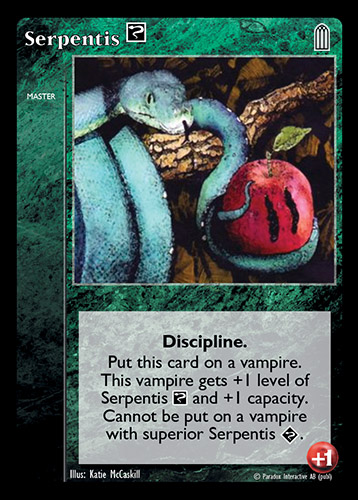 Serpentis
MASTER
Discipline.
Put this card on a vampire.
This vampire gets +1 level of
Serpentis and +1 capacity.
Cannot be put on a vampire
with superior Serpentis .
+1
Illus: Katie McCaskill
© Paradox Interactive AB (publ)